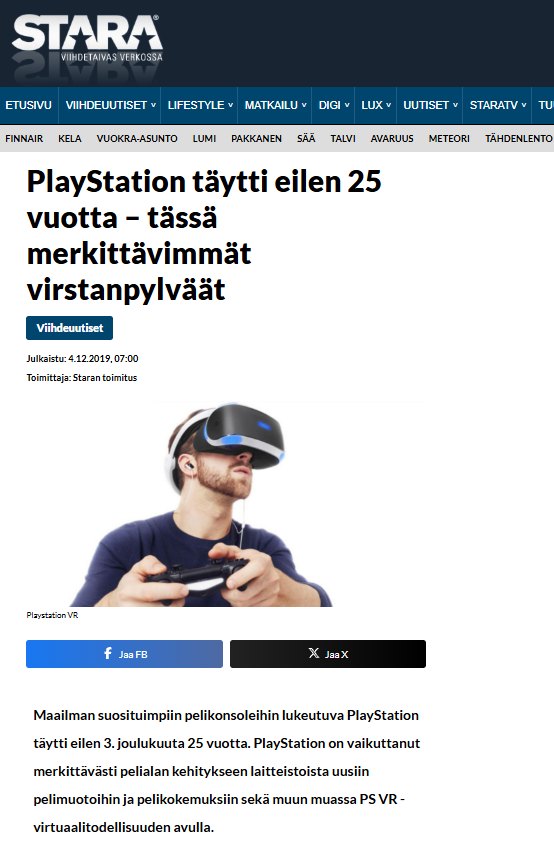 STARA®
VIIHDETAIVAS VERKOSSA
ETUSIVU VIIHDEUUTISET LIFESTYLE MATKAILU DIGI LUX UUTISET STARATV TU
FINNAIR KELA VUOKRA-ASUNTO LUMI PAKKANEN SÄÄ TALVI AVARUUS METEORI TÄHDENLENTO
PlayStation täytti eilen 25
vuotta – tässä
merkittävimmät
virstanpylväät
Viihdeuutiset
Julkaistu: 4.12.2019, 07:00
Toimittaja: Staran toimitus
Playstation VR
Jaa FB
Jaa X
Maailman suosituimpiin pelikonsoleihin lukeutuva PlayStation
täytti eilen 3. joulukuuta 25 vuotta. PlayStation on vaikuttanut
merkittävästi pelialan kehitykseen laitteistoista uusiin
pelimuotoihin ja pelikokemuksiin sekä muun muassa PS VR -
virtuaalitodellisuuden avulla.